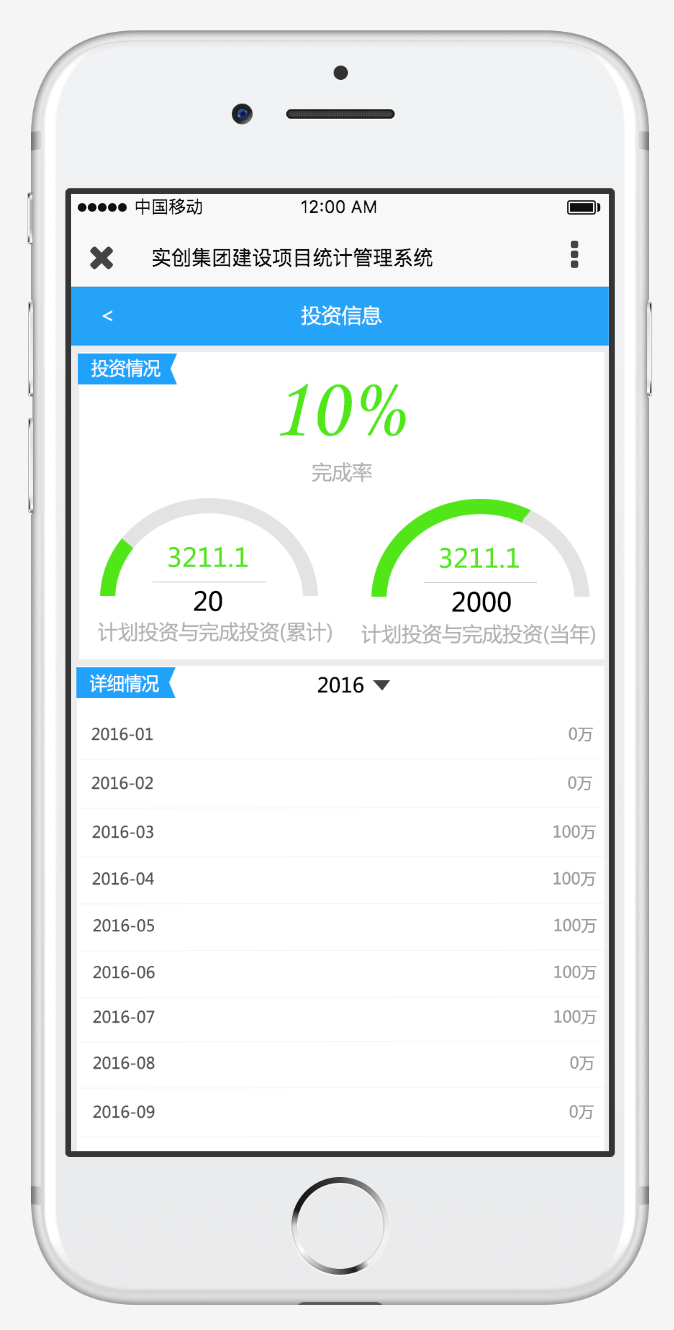 中国移动 12:00 AM
实创集团建设项目统计管理系统
< 投资信息
投资情况
10%
完成率
3211.1
20
计划投资与完成投资(累计)
3211.1
2000
计划投资与完成投资(当年)
详细情况 2016
2016-01 0万
2016-02 0万
2016-03 100万
2016-04 100万
2016-05 100万
2016-06 100万
2016-07 100万
2016-08 0万
2016-09 0万